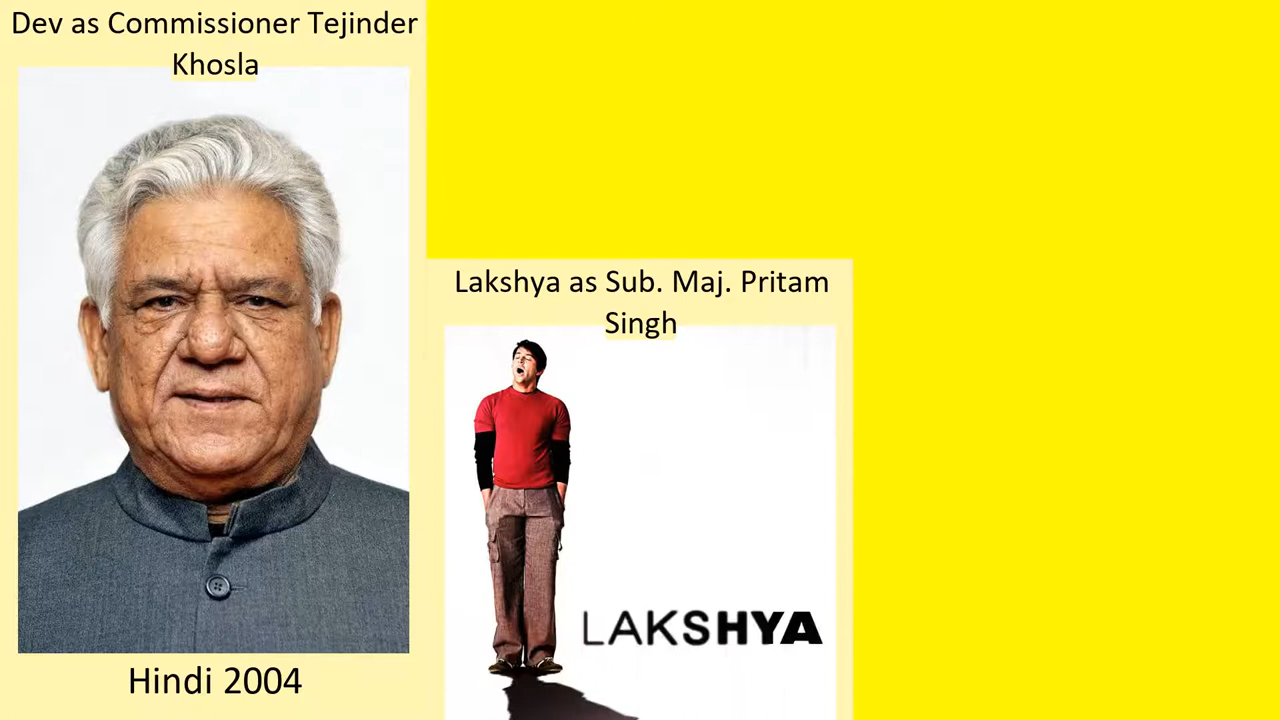 Dev as Commissioner Tejinder
Khosla
Hindi 2004
Lakshya as Sub. Maj. Pritam
Singh
LAKSHYA